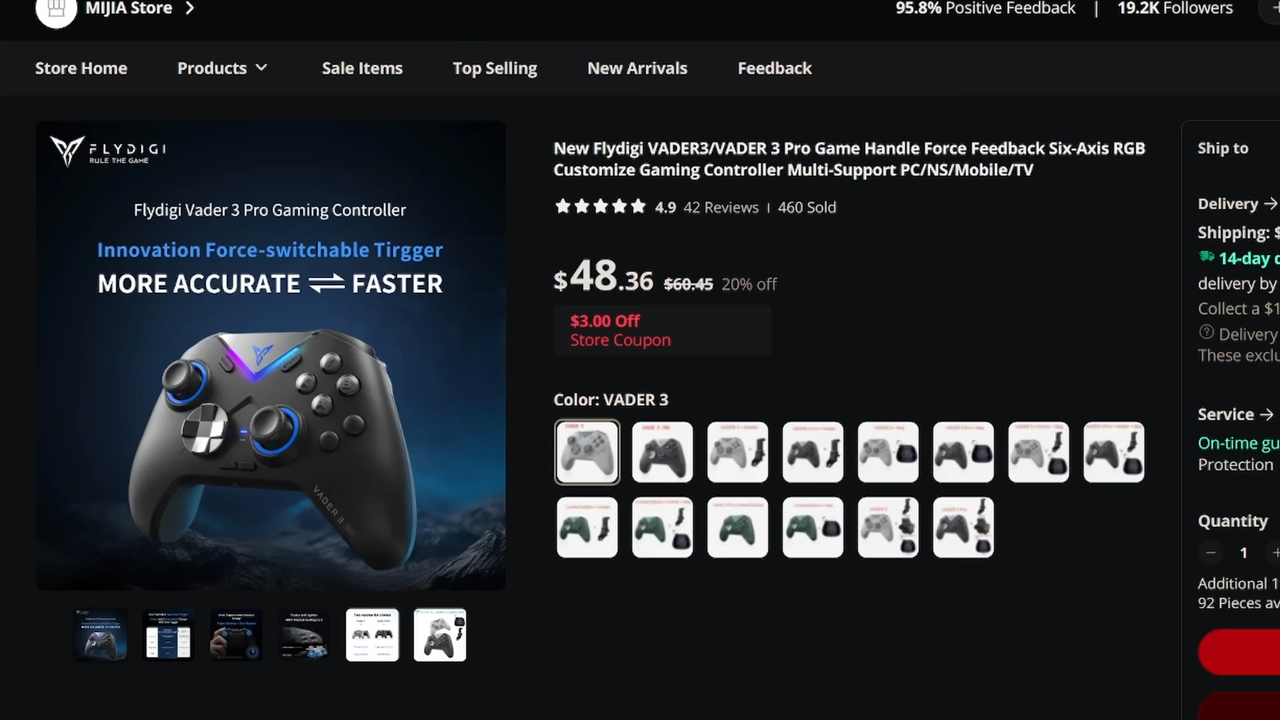 MIJIA Store
95.8% Positive Feedback | 19.2K Followers
Store Home Products Sale Items Top Selling New Arrivals Feedback
FLYDIGI
RULE THE GAME
Flydigi Vader 3 Pro Gaming Controller
Innovation Force-switchable Tirgger
MORE ACCURATE FASTER
VADER 3
New Flydigi VADER3/VADER 3 Pro Game Handle Force Feedback Six-Axis RGB
Customize Gaming Controller Multi-Support PC/NS/Mobile/TV
4.9 42 Reviews | 460 Sold
$48.36 $60.45 20% off
$3.00 Off
Store Coupon
Color: VADER 3
Ship to
Delivery
Shipping: $
14-day d
delivery by
Collect a $1
Delivery
These exclu
Service
On-time gu
Protection
Quantity
− 1 +
Additional 1
92 Pieces av